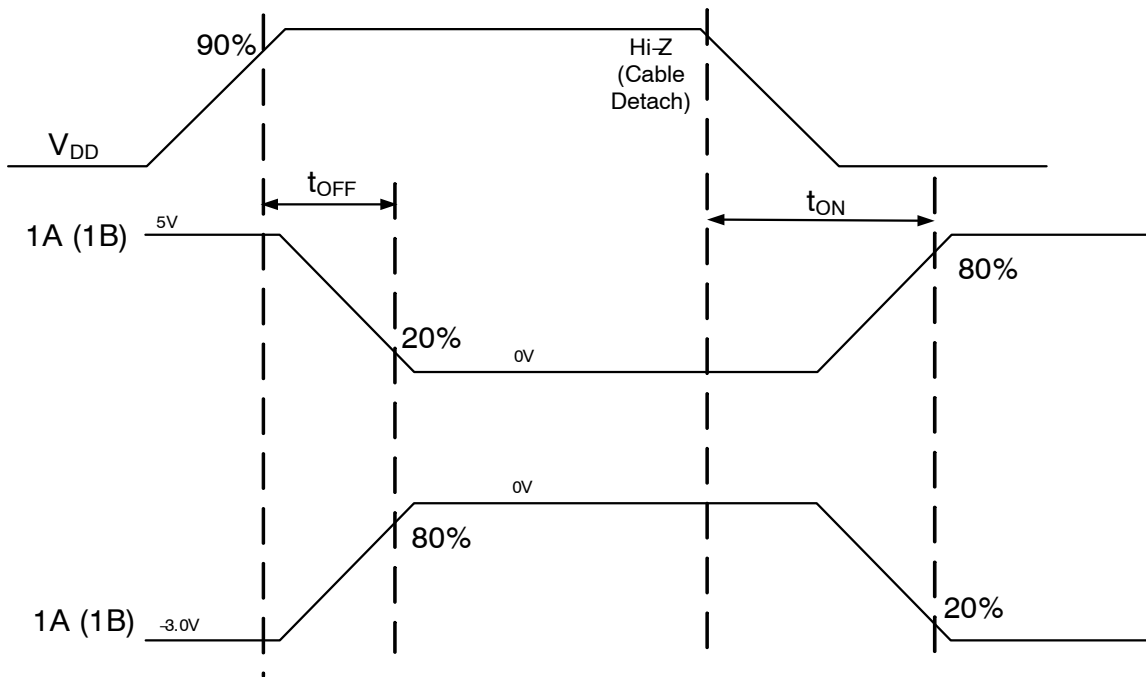 90%
Hi-Z
(Cable
Detach)
VDD
tOFF
tON
1A (1B)
5V
80%
20%
0V
0V
80%
1A (1B)
-3.0V
20%